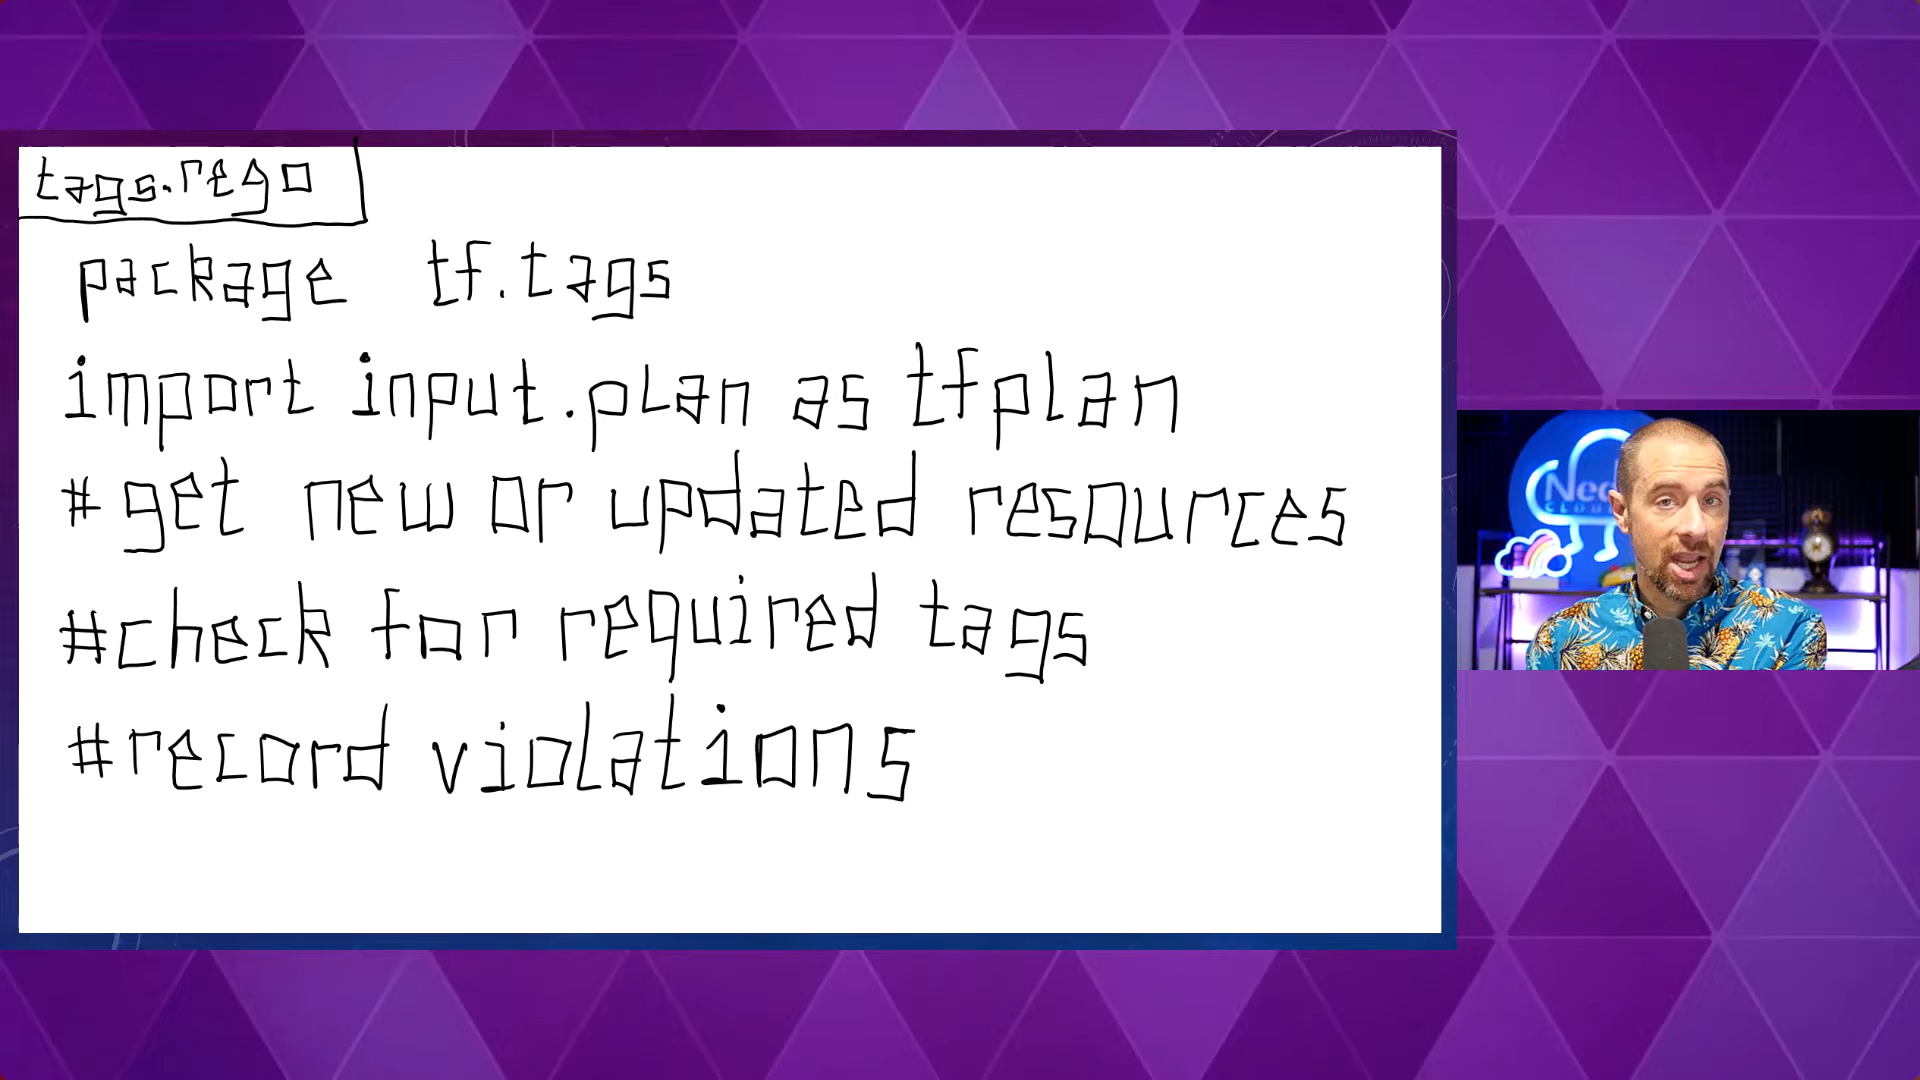 tags.rego
package tf.tags
import input.plan as tfplan
# get new or updated resources
#check for required tags
#record violations